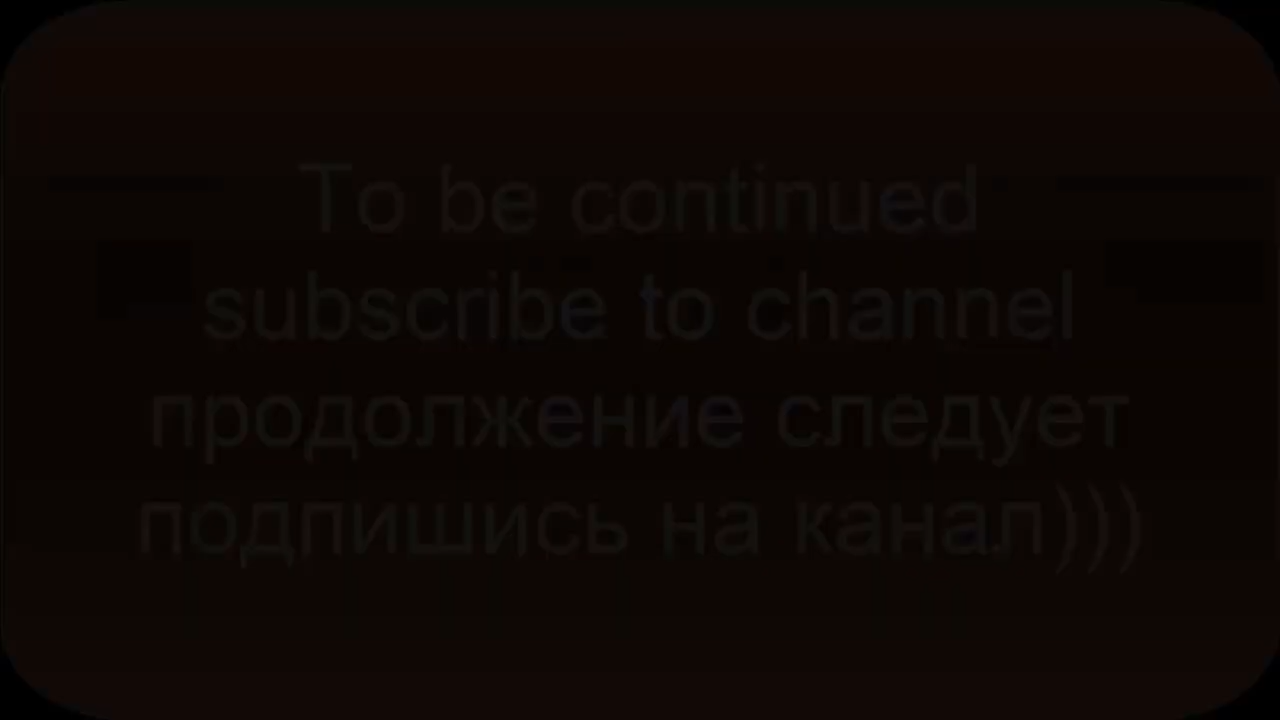 To be continued
subscribe to channel
продолжение следует
подпишись на канал)))